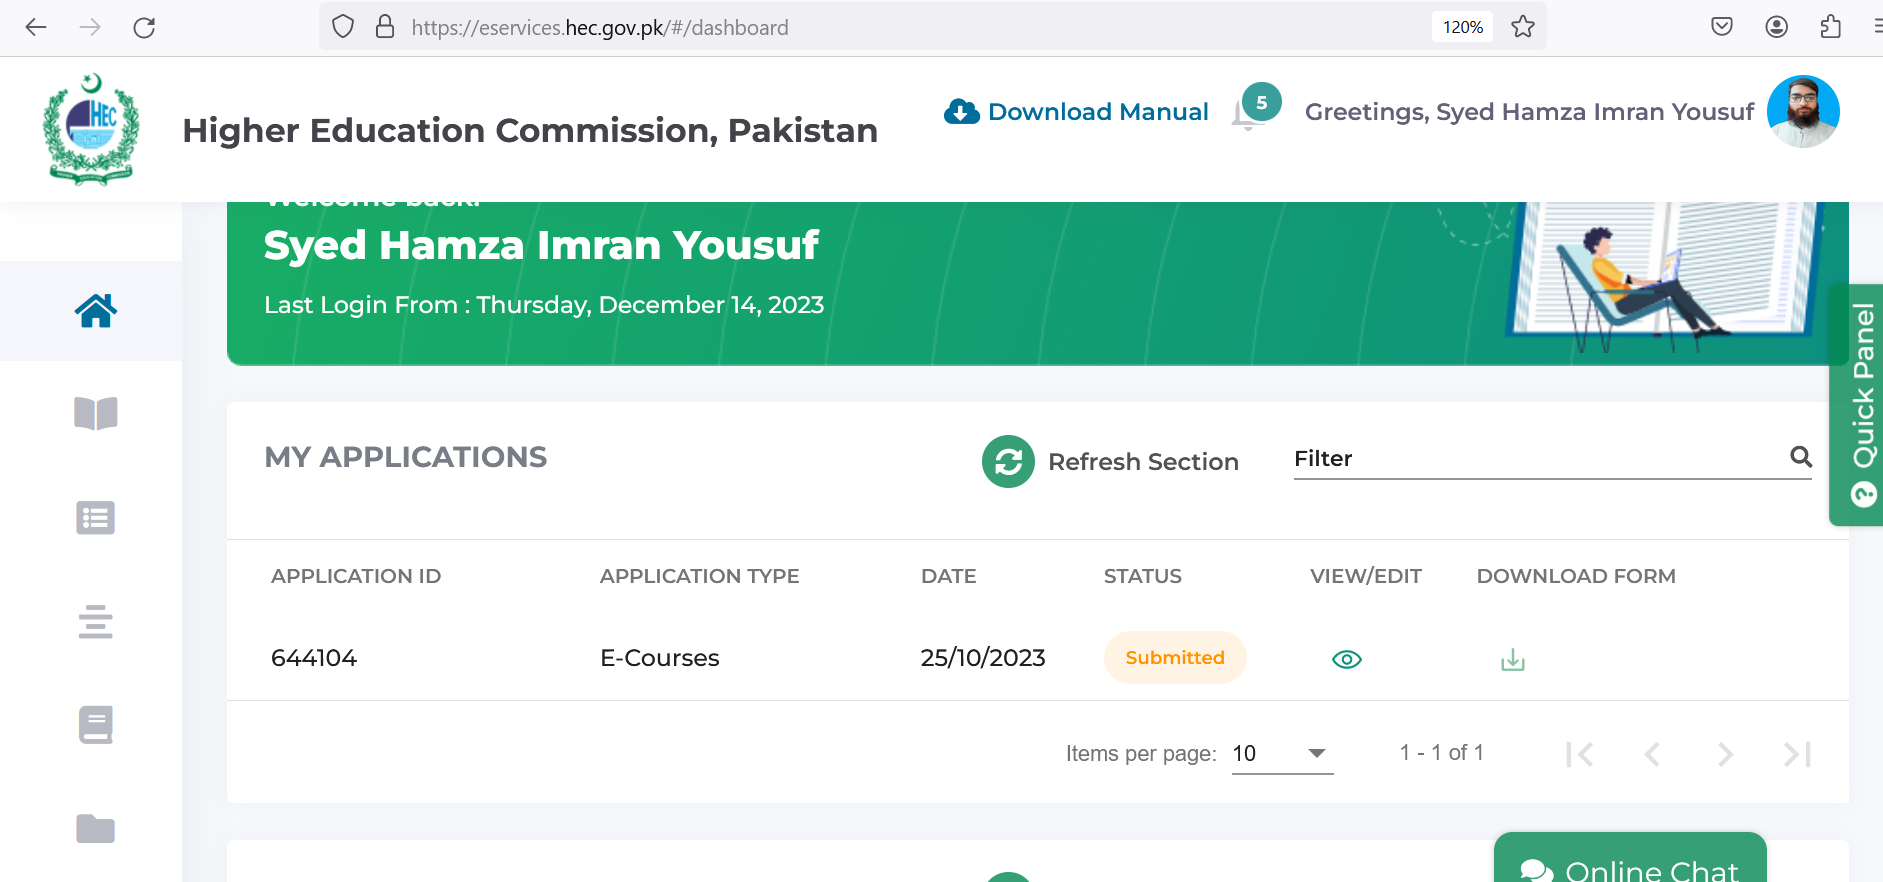 https://eservices.hec.gov.pk/#/dashboard
120%
HEC
Higher Education Commission, Pakistan
Download Manual
5
Greetings, Syed Hamza Imran Yousuf
Welcome back!
Syed Hamza Imran Yousuf
Last Login From : Thursday, December 14, 2023
Quick Panel
MY APPLICATIONS
Refresh Section
Filter
APPLICATION ID APPLICATION TYPE DATE STATUS VIEW/EDIT DOWNLOAD FORM
644104 E-Courses 25/10/2023 Submitted
Items per page: 10 1 - 1 of 1
Online Chat